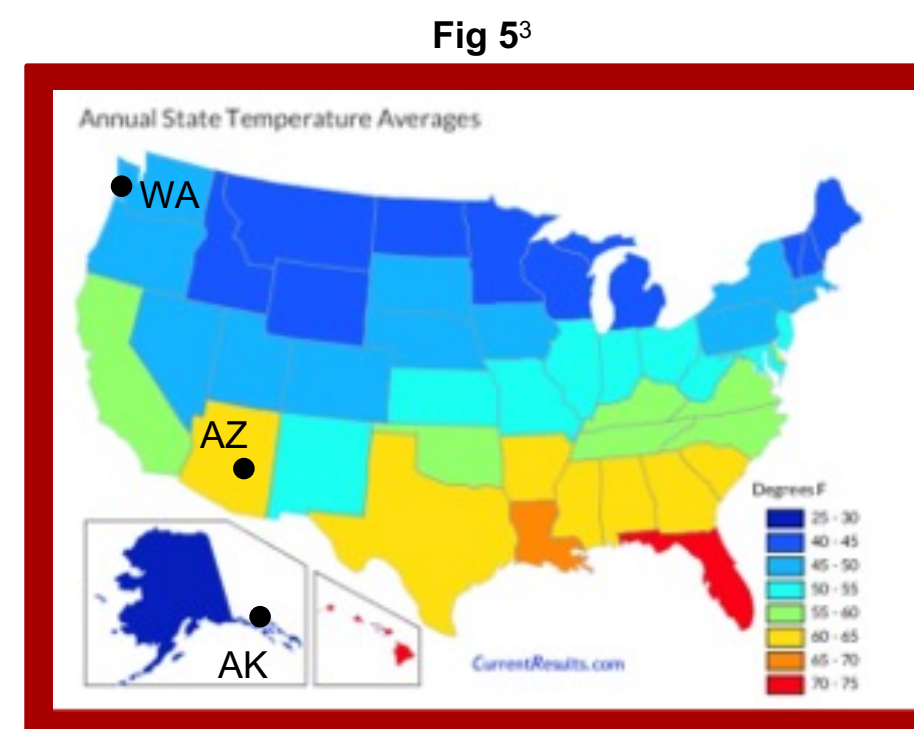 Fig 5³
Annual State Temperature Averages
WA
AZ
AK
Degrees F
25 - 30
40 - 45
45 - 50
50 - 55
55 - 60
60 - 65
65 - 70
70 - 75
CurrentResults.com